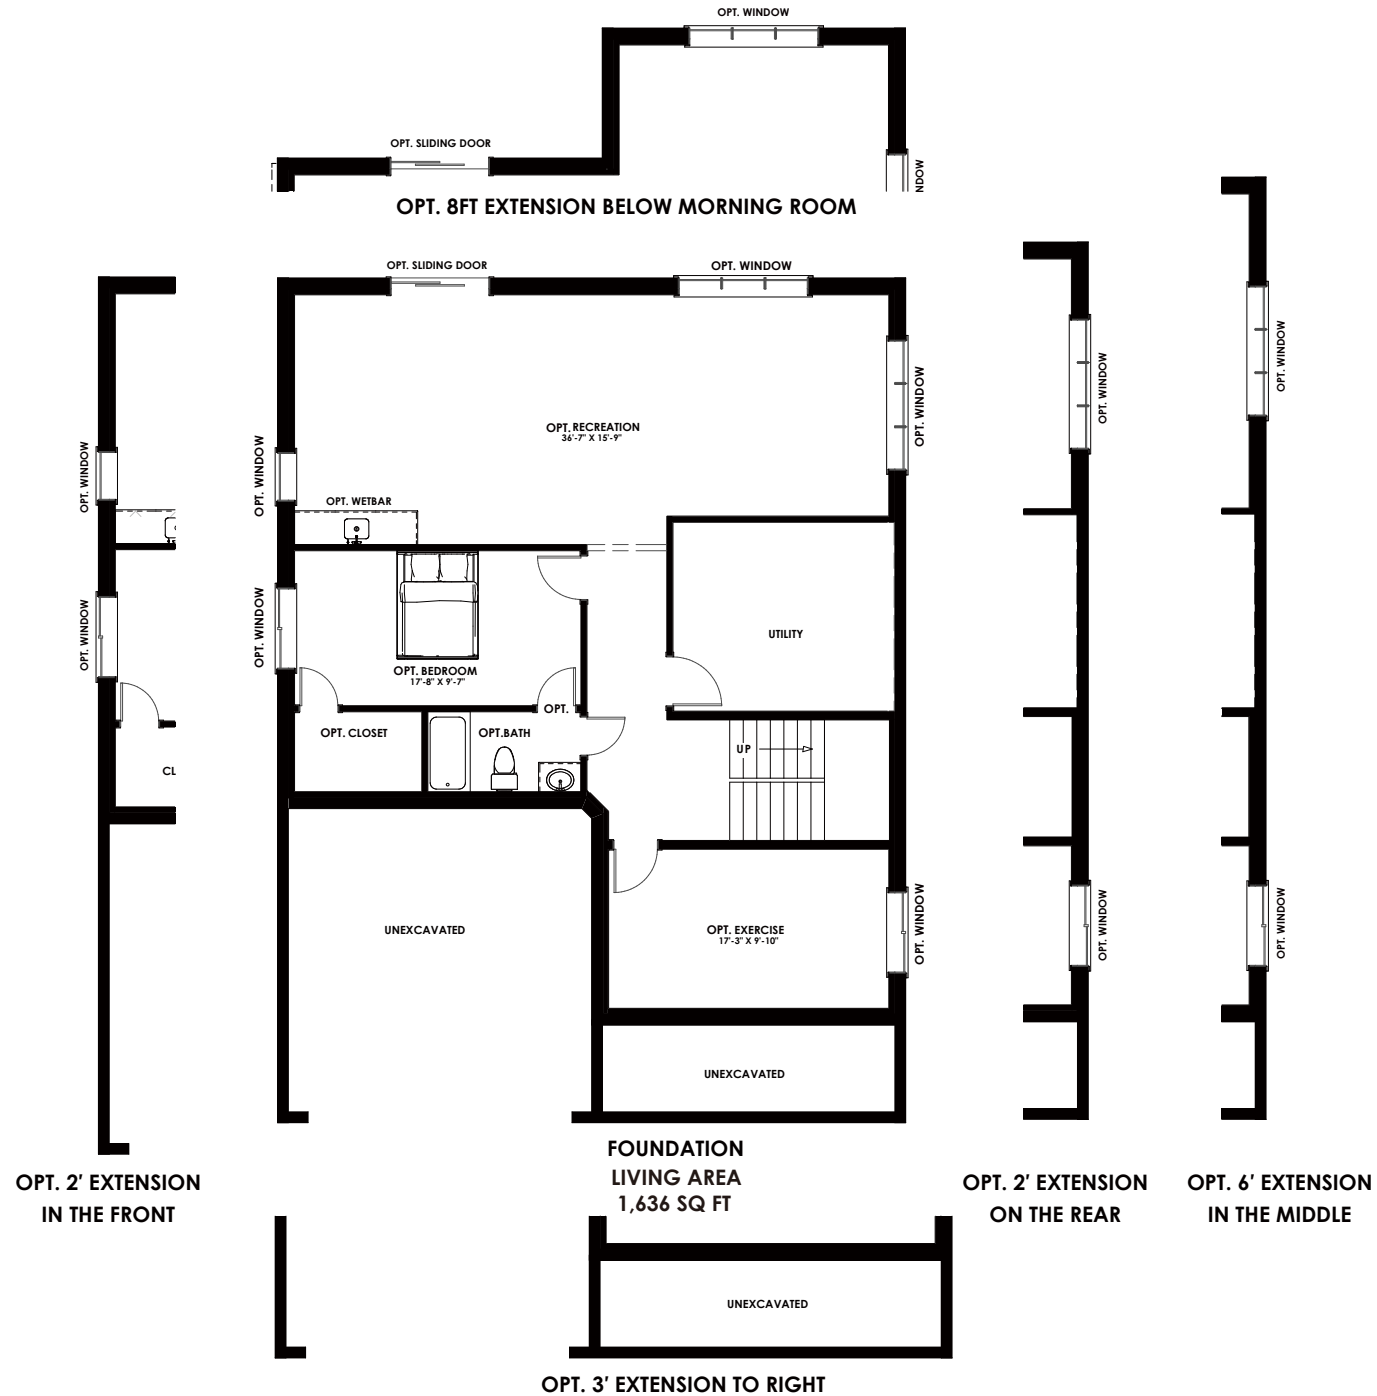 OPT. WINDOW
OPT. SLIDING DOOR
NDOW
OPT. 8FT EXTENSION BELOW MORNING ROOM
OPT. SLIDING DOOR
OPT. WINDOW
OPT. WINDOW
OPT. WINDOW
OPT. WINDOW
OPT. RECREATION
36'-7" X 15'-9"
OPT. WINDOW
OPT. WINDOW
OPT. WETBAR
OPT. WINDOW
OPT. WINDOW
UTILITY
OPT. BEDROOM
17'-8" X 9'-7"
OPT.
OPT. CLOSET
OPT.BATH
UP
CL
UNEXCAVATED
OPT. EXERCISE
17'-3" X 9'-10"
OPT. WINDOW
OPT. WINDOW
OPT. WINDOW
UNEXCAVATED
FOUNDATION
LIVING AREA
1,636 SQ FT
OPT. 2' EXTENSION
IN THE FRONT
OPT. 2' EXTENSION
ON THE REAR
OPT. 6' EXTENSION
IN THE MIDDLE
UNEXCAVATED
OPT. 3' EXTENSION TO RIGHT